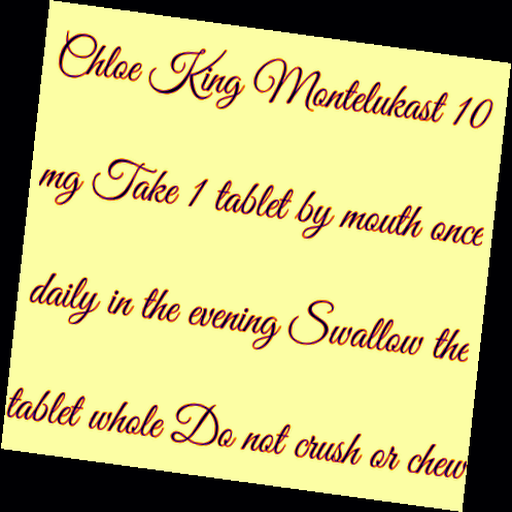 Chloe King Montelukast 10
mg Take 1 tablet by mouth once
daily in the evening Swallow the
tablet whole Do not crush or chew